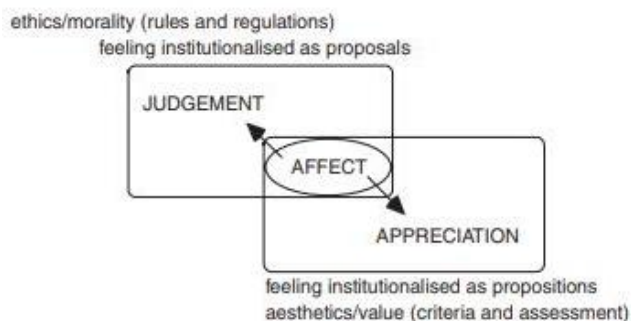 ethics/morality (rules and regulations)
feeling institutionalised as proposals
JUDGEMENT
AFFECT
APPRECIATION
feeling institutionalised as propositions
aesthetics/value (criteria and assessment)